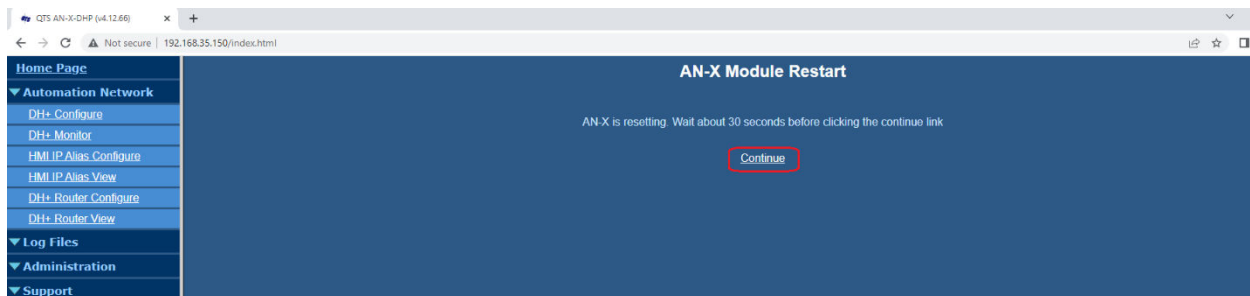 QTS AN-X-DHP (v4.12.66)
Not secure | 192.168.35.150/index.html
Home Page
Automation Network
DH+ Configure
DH+ Monitor
HMI IP Alias Configure
HMI IP Alias View
DH+ Router Configure
DH+ Router View
Log Files
Administration
Support
AN-X Module Restart
AN-X is resetting. Wait about 30 seconds before clicking the continue link
Continue